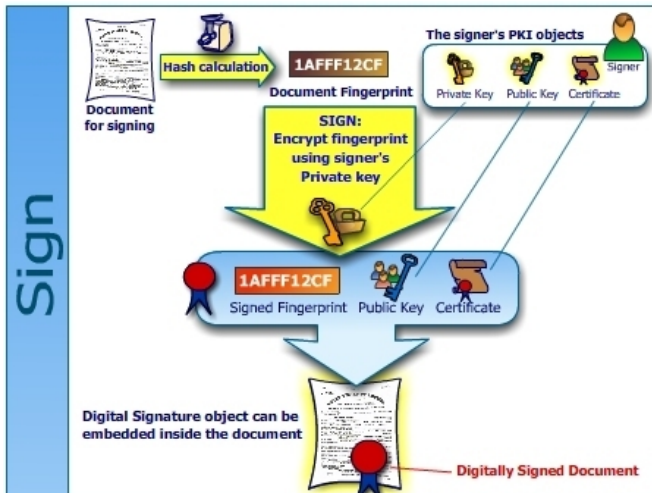 Sign
Document
for signing
Hash calculation
1AFFF12CF
Document Fingerprint
The signer's PKI objects
Signer
Private Key
Public Key
Certificate
SIGN:
Encrypt fingerprint
using signer's
Private key
1AFFF12CF
Signed Fingerprint
Public Key
Certificate
Digital Signature object can be
embedded inside the document
Digitally Signed Document